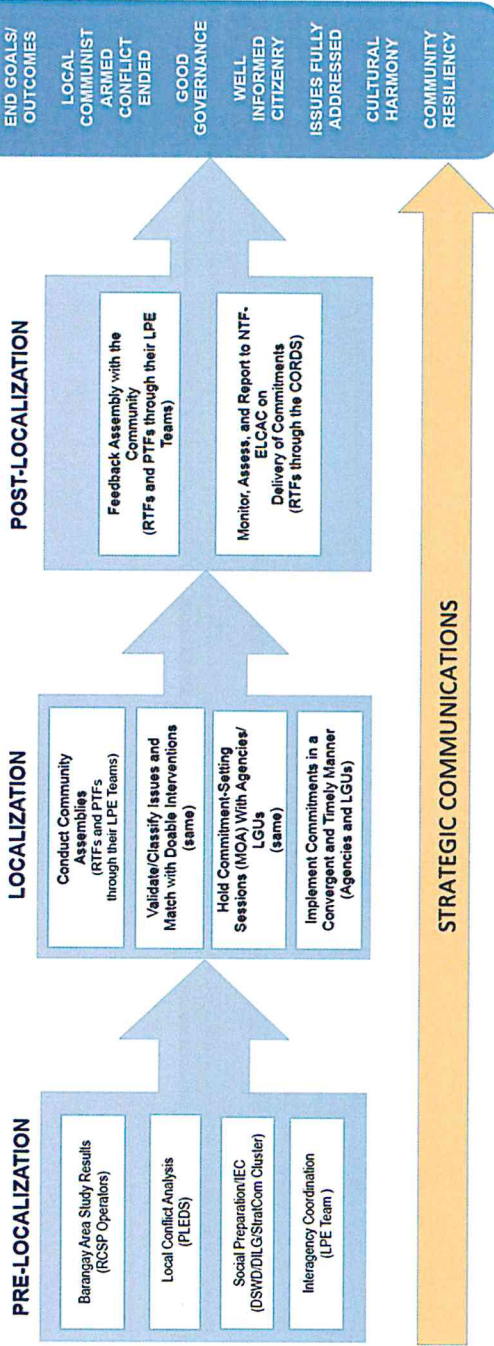 PRE-LOCALIZATION
Barangay Area Study Results
(RCSP Operators)
Local Conflict Analysis
(PLEDS)
Social Preparation/IEC
(DSWD/DILG/StratCom Cluster)
Interagency Coordination
(LPE Team )
LOCALIZATION
Conduct Community
Assemblies
(RTFs and PTFs
through their LPE Teams)
Validate/Classify Issues and
Match with Doable Interventions
(same)
Hold Commitment-Setting
Sessions (MOA) With Agencies/
LGUs
(same)
Implement Commitments in a
Convergent and Timely Manner
(Agencies and LGUs)
POST-LOCALIZATION
Feedback Assembly with the
Community
(RTFs and PTFs through their LPE
Teams)
Monitor, Assess, and Report to NTF-
ELCAC on
Delivery of Commitments
(RTFs through the CORDS)
END GOALS/
OUTCOMES
LOCAL
COMMUNIST
ARMED
CONFLICT
ENDED
GOOD
GOVERNANCE
WELL
INFORMED
CITIZENRY
ISSUES FULLY
ADDRESSED
CULTURAL
HARMONY
COMMUNITY
RESILIENCY
STRATEGIC COMMUNICATIONS